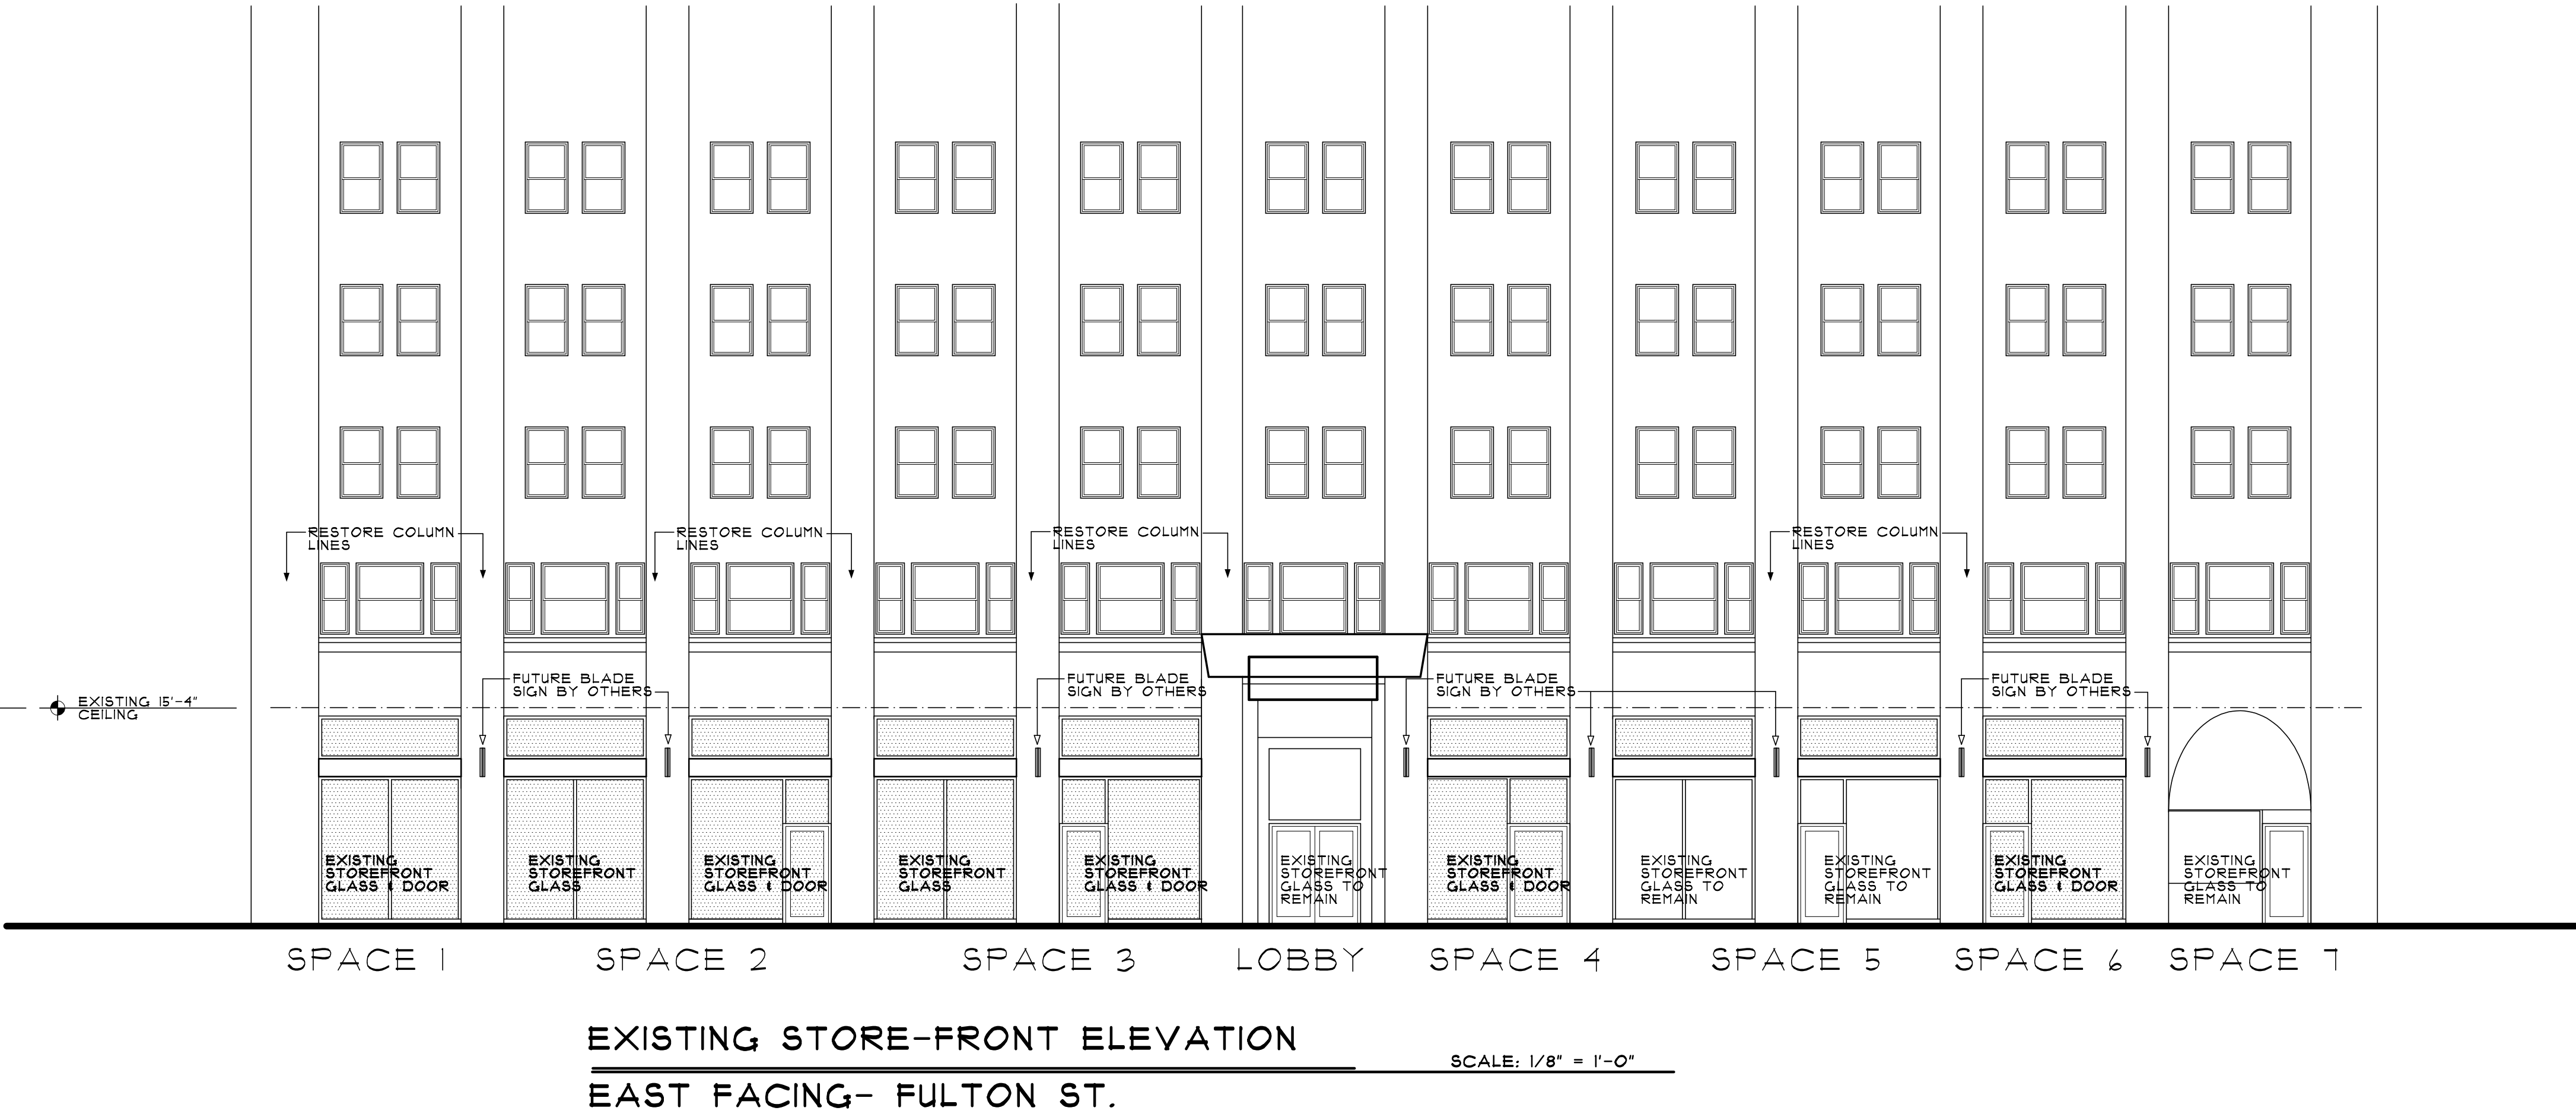 RESTORE COLUMN
LINES
RESTORE COLUMN
LINES
RESTORE COLUMN
LINES
RESTORE COLUMN
LINES
FUTURE BLADE
SIGN BY OTHERS
FUTURE BLADE
SIGN BY OTHERS
FUTURE BLADE
SIGN BY OTHERS
FUTURE BLADE
SIGN BY OTHERS
EXISTING 15'-4"
CEILING
EXISTING
STOREFRONT
GLASS & DOOR
EXISTING
STOREFRONT
GLASS
EXISTING
STOREFRONT
GLASS & DOOR
EXISTING
STOREFRONT
GLASS
EXISTING
STOREFRONT
GLASS & DOOR
EXISTING
STOREFRONT
GLASS TO
REMAIN
EXISTING
STOREFRONT
GLASS & DOOR
EXISTING
STOREFRONT
GLASS TO
REMAIN
EXISTING
STOREFRONT
GLASS TO
REMAIN
EXISTING
STOREFRONT
GLASS & DOOR
EXISTING
STOREFRONT
GLASS TO
REMAIN
SPACE 1
SPACE 2
SPACE 3
LOBBY
SPACE 4
SPACE 5
SPACE 6
SPACE 7
EXISTING STORE-FRONT ELEVATION
SCALE: 1/8" = 1'-0"
EAST FACING- FULTON ST.